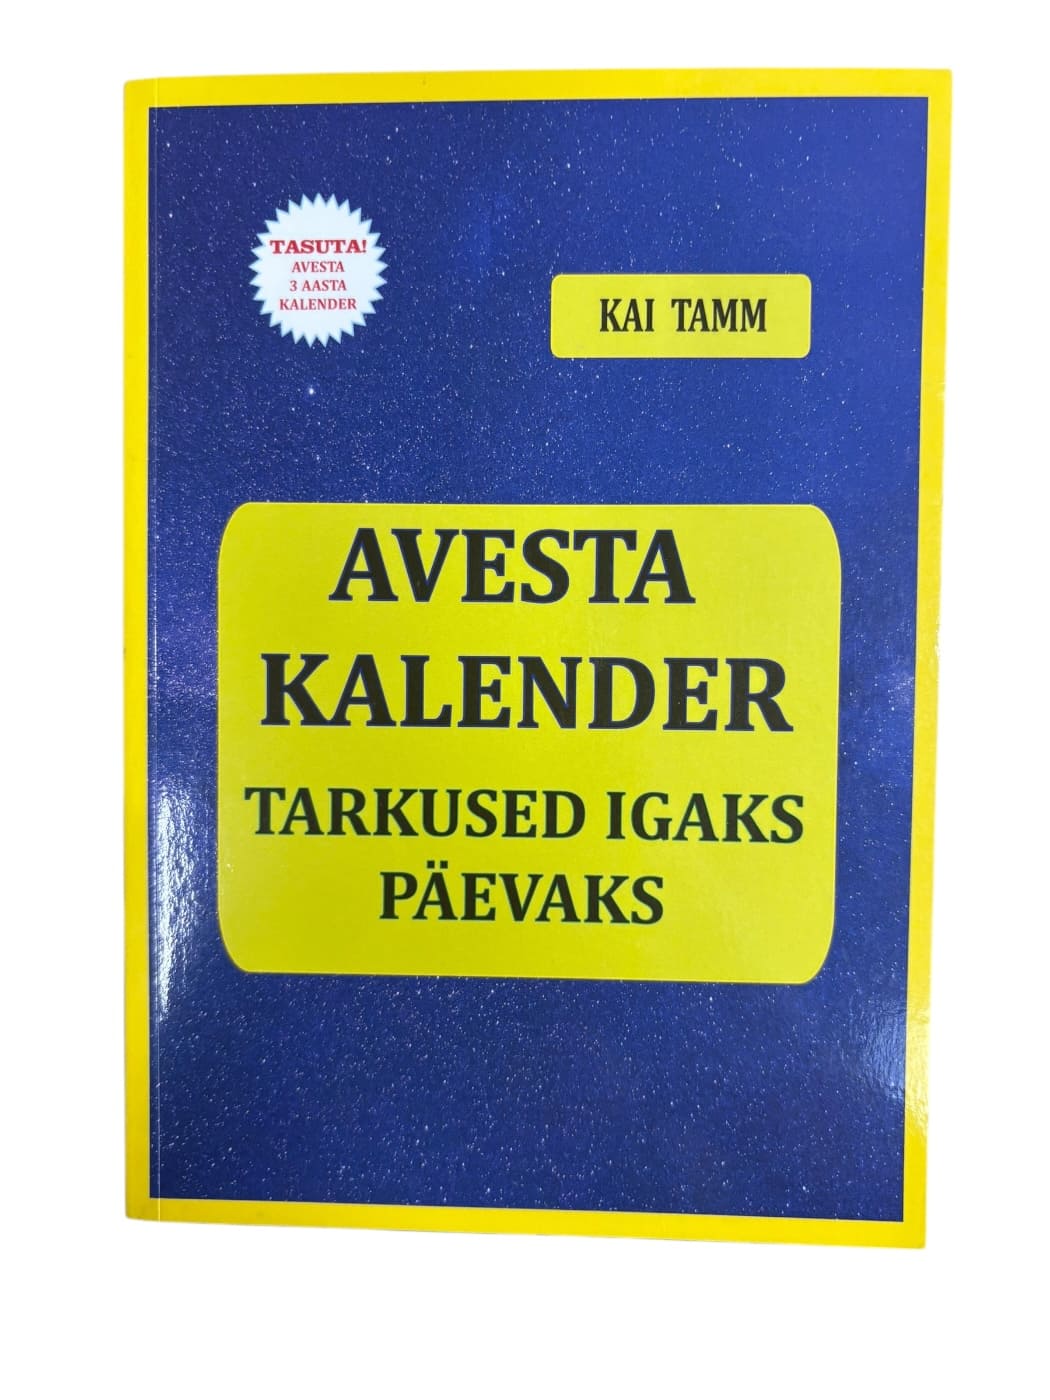 TASUTA!
AVESTA
3 AASTA
KALENDER
KAI TAMM
AVESTA
KALENDER
TARKUSED IGAKS
PÄEVAKS